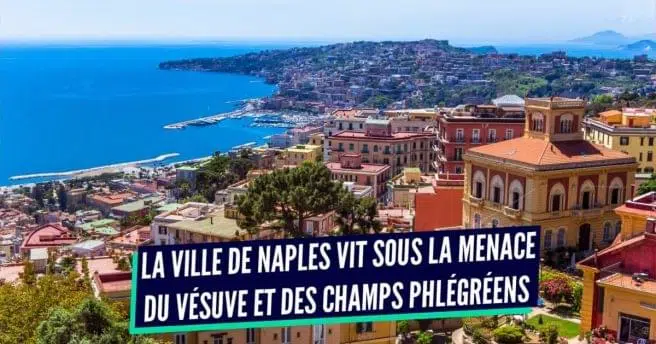 LA VILLE DE NAPLES VIT SOUS LA MENACE
DU VÉSUVE ET DES CHAMPS PHLÉGRÉENS